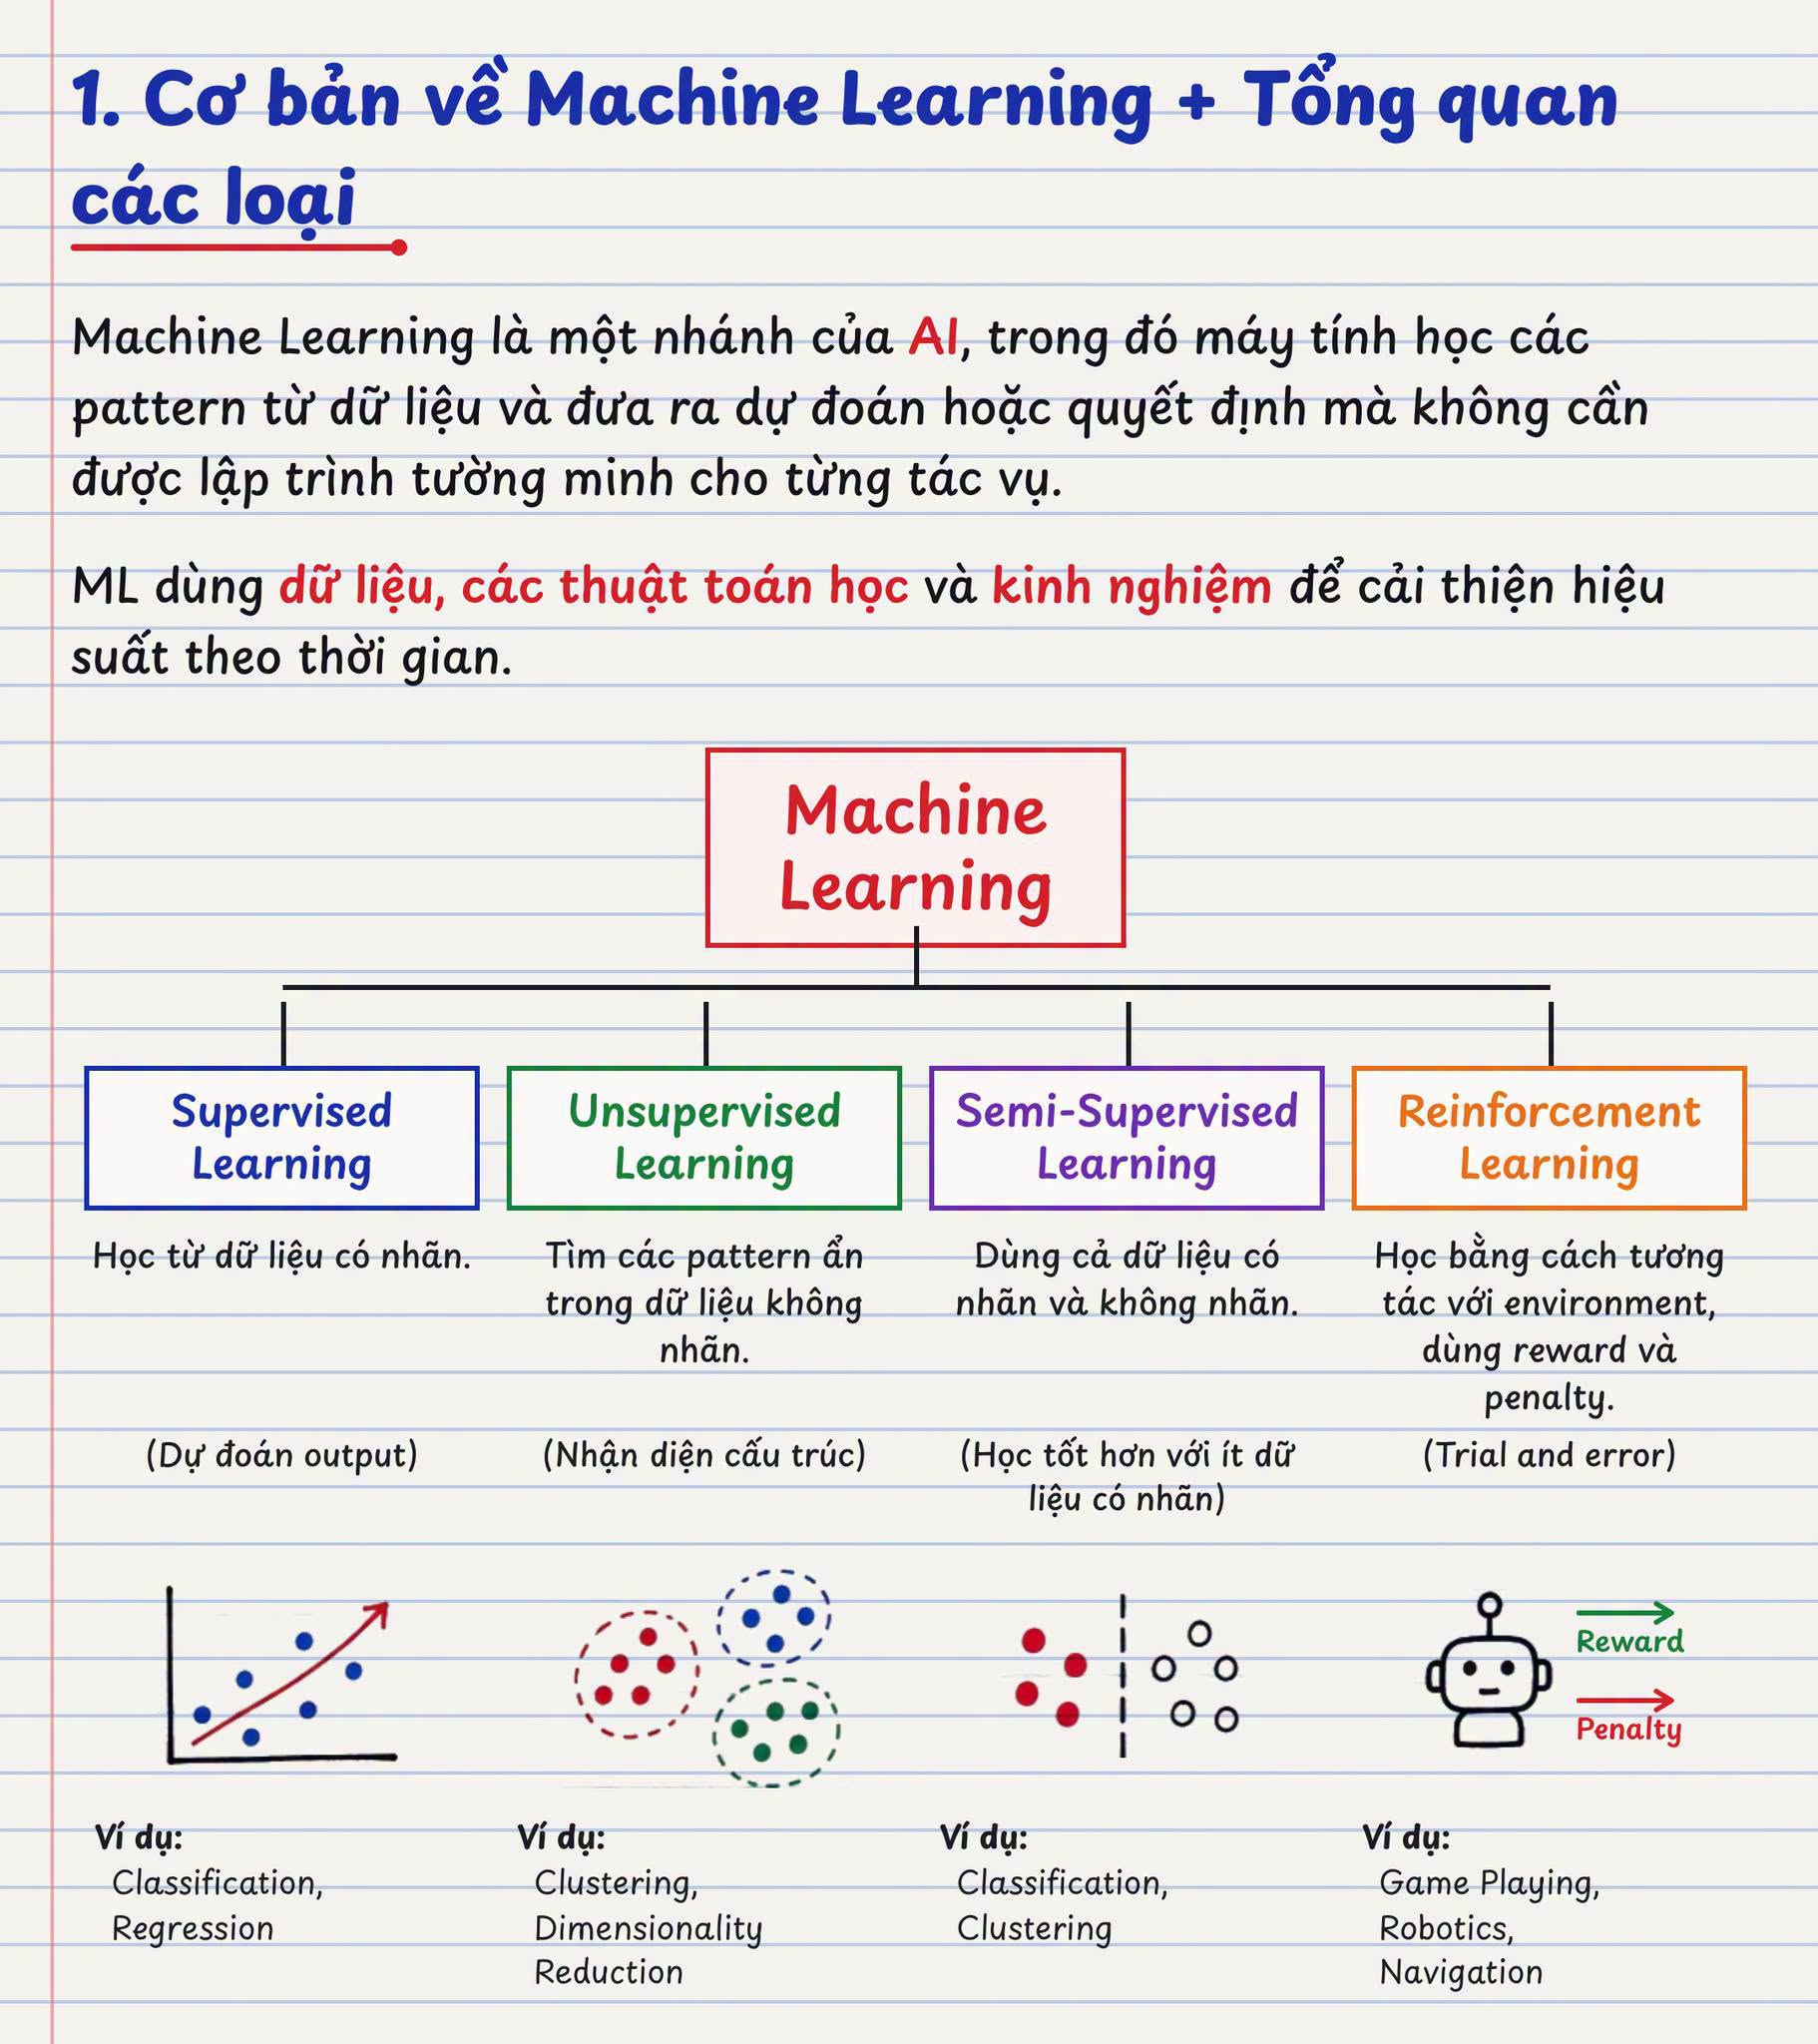 1. Cơ bản về Machine Learning + Tổng quan
các loại
Machine Learning là một nhánh của AI, trong đó máy tính học các
pattern từ dữ liệu và đưa ra dự đoán hoặc quyết định mà không cần
được lập trình tường minh cho từng tác vụ.
ML dùng dữ liệu, các thuật toán học và kinh nghiệm để cải thiện hiệu
suất theo thời gian.
Machine
Learning
Supervised
Learning
Học từ dữ liệu có nhãn.
(Dự đoán output)
Ví dụ:
Classification,
Regression
Unsupervised
Learning
Tìm các pattern ẩn
trong dữ liệu không
nhãn.
(Nhận diện cấu trúc)
Ví dụ:
Clustering,
Dimensionality
Reduction
Semi-Supervised
Learning
Dùng cả dữ liệu có
nhãn và không nhãn.
(Học tốt hơn với ít dữ
liệu có nhãn)
Ví dụ:
Classification,
Clustering
Reinforcement
Learning
Học bằng cách tương
tác với environment,
dùng reward và
penalty.
(Trial and error)
Reward
Penalty
Ví dụ:
Game Playing,
Robotics,
Navigation